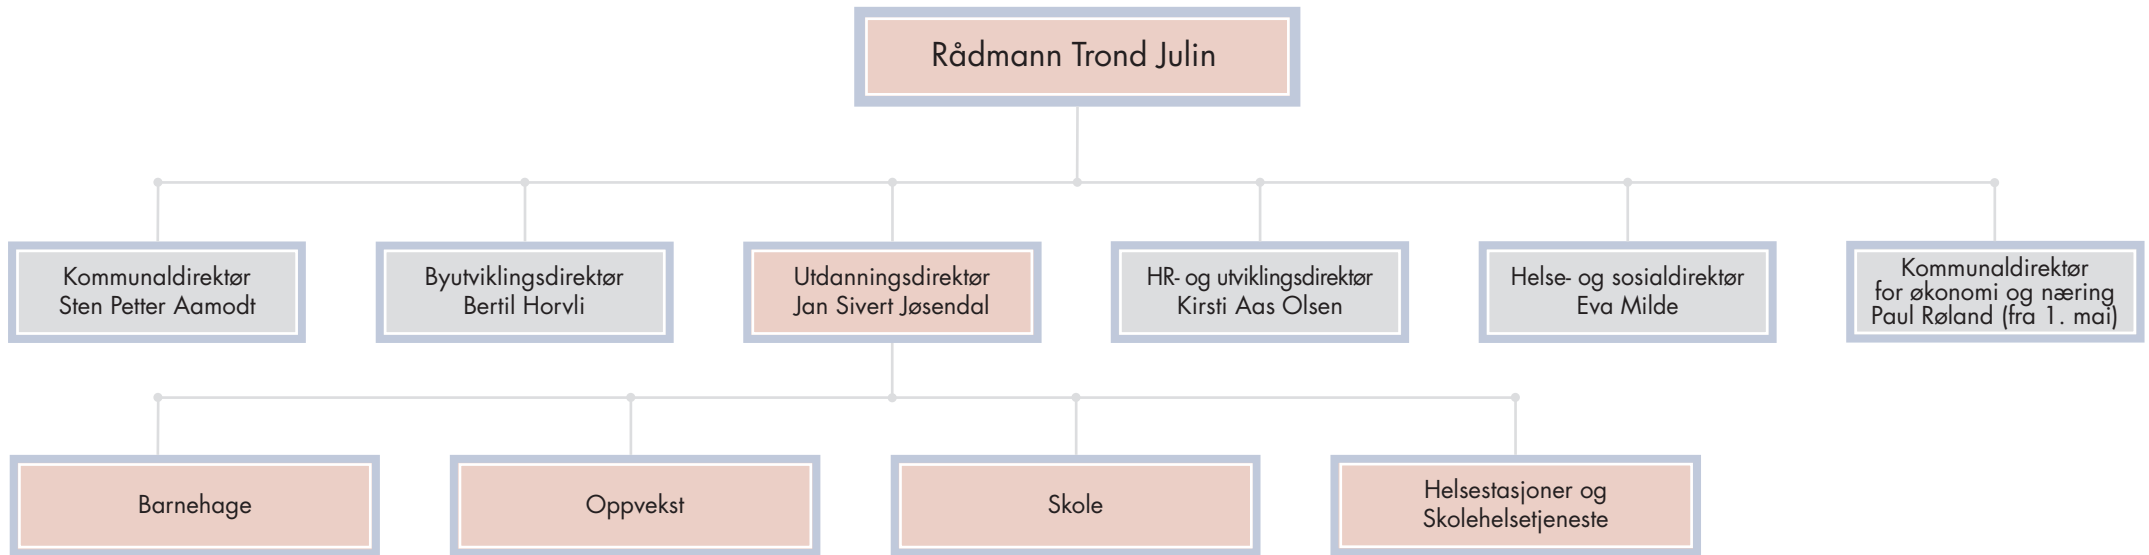 Rådmann Trond Julin
Kommunaldirektør
Sten Petter Aamodt
Byutviklingsdirektør
Bertil Horvli
Utdanningsdirektør
Jan Sivert Jøsendal
HR- og utviklingsdirektør
Kirsti Aas Olsen
Helse- og sosialdirektør
Eva Milde
Kommunaldirektør
for økonomi og næring
Paul Røland (fra 1. mai)
Barnehage
Oppvekst
Skole
Helsestasjoner og
Skolehelsetjeneste